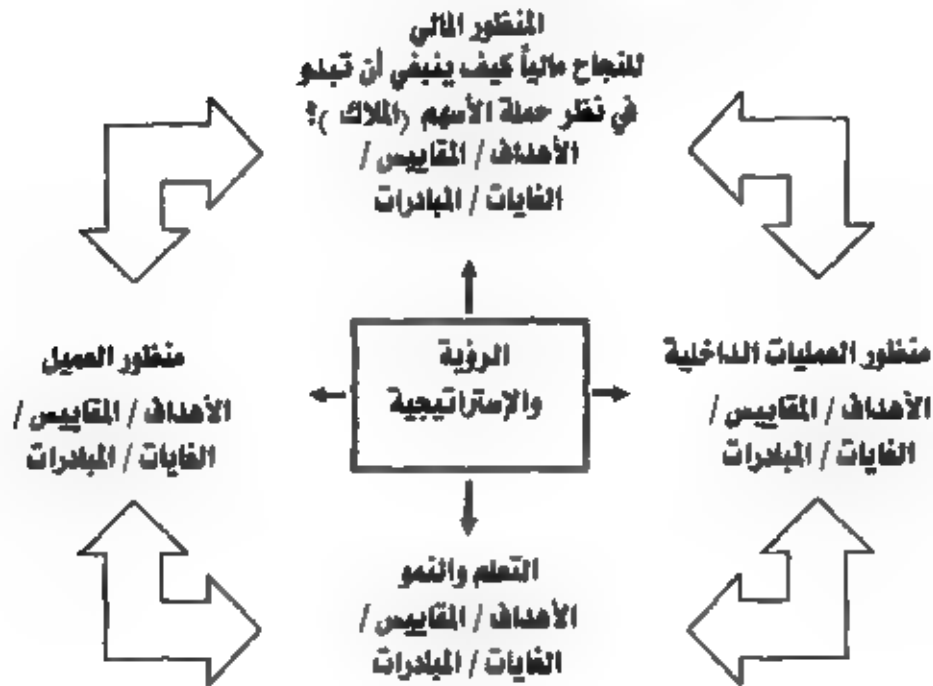 المنظور المالي
للنجاح مالياً كيف ينبغي أن تبدو
في نظر حملة الأسهم (الملاك)؟
الأهداف / المقاييس /
الغايات / المبادرات
منظور العمليات الداخلية
الأهداف / المقاييس /
الغايات / المبادرات
الرؤية
والإستراتيجية
منظور العميل
الأهداف / المقاييس /
الغايات / المبادرات
التعلم والنمو
الأهداف / المقاييس /
الغايات / المبادرات